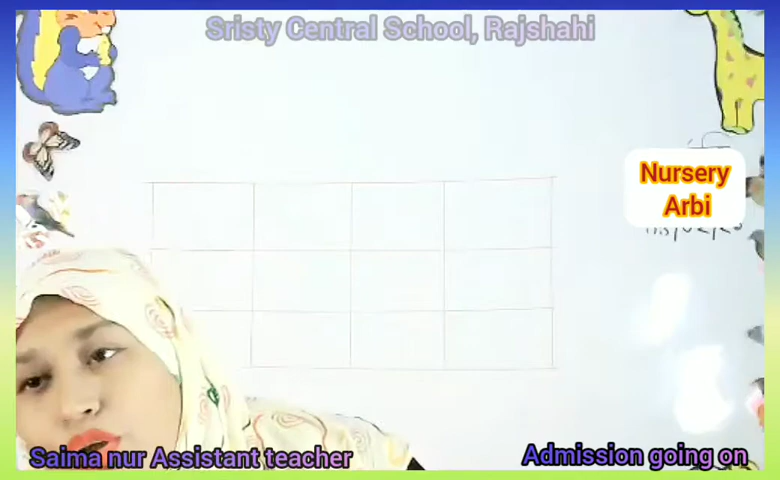 Sristy Central School, Rajshahi
Nursery
Arbi
Saima nur Assistant teacher
Admission going on